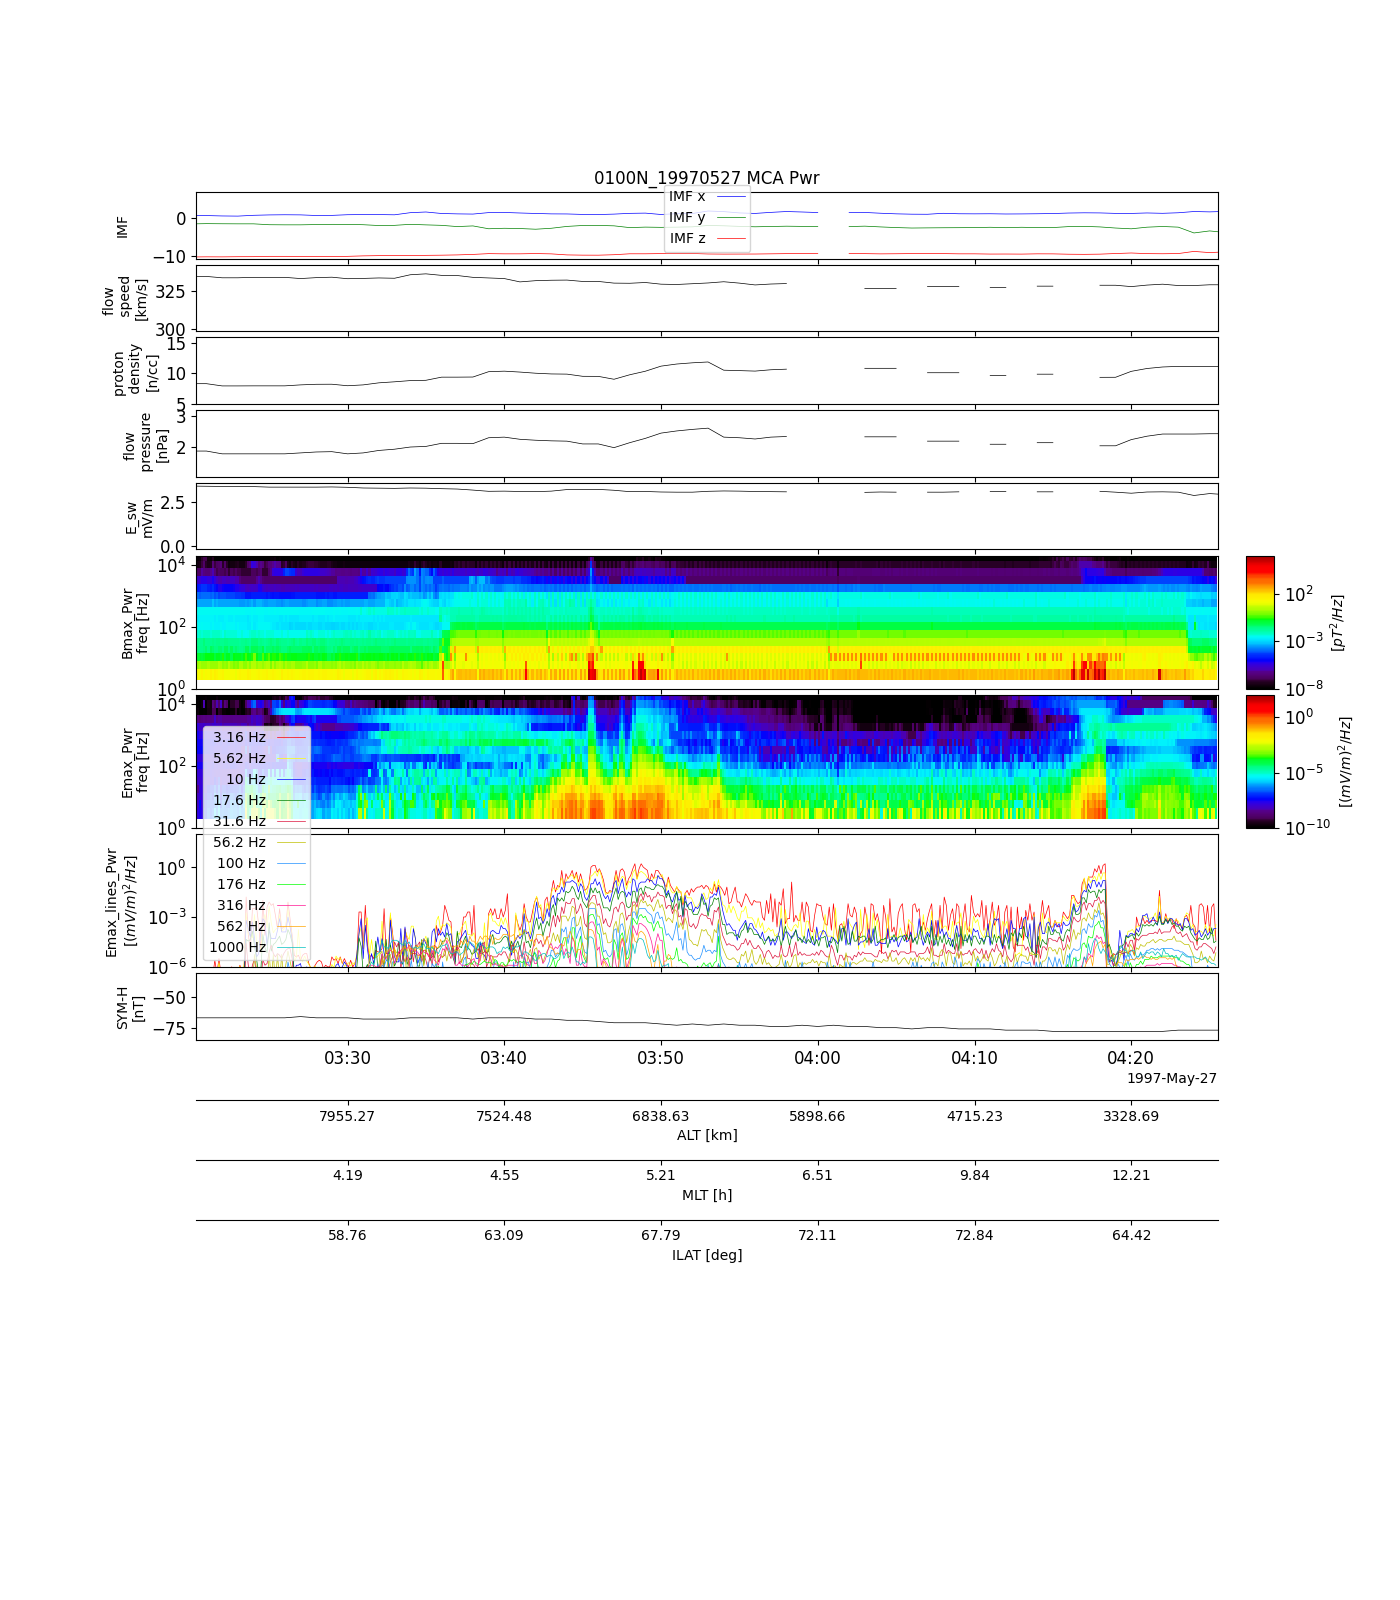 0100N_19970527 MCA Pwr
IMF
0
−10
IMF x
IMF y
IMF z
flow
speed
[km/s]
325
300
proton
density
[n/cc]
15
10
5
flow
pressure
[nPa]
3
2
E_sw
mV/m
2.5
0.0
Bmax_Pwr
freq [Hz]
10^4
10^2
10^0
10^2
10^−3
10^−8
[pT^2/Hz]
Emax_Pwr
freq [Hz]
10^4
10^2
10^0
10^0
10^−5
10^−10
[(mV/m)^2/Hz]
3.16 Hz
5.62 Hz
10 Hz
17.6 Hz
31.6 Hz
56.2 Hz
100 Hz
176 Hz
316 Hz
562 Hz
1000 Hz
Emax_lines_Pwr
[(mV/m)^2/Hz]
10^0
10^−3
10^−6
SYM-H
[nT]
−50
−75
03:30 03:40 03:50 04:00 04:10 04:20
1997-May-27
7955.27 7524.48 6838.63 5898.66 4715.23 3328.69
ALT [km]
4.19 4.55 5.21 6.51 9.84 12.21
MLT [h]
58.76 63.09 67.79 72.11 72.84 64.42
ILAT [deg]